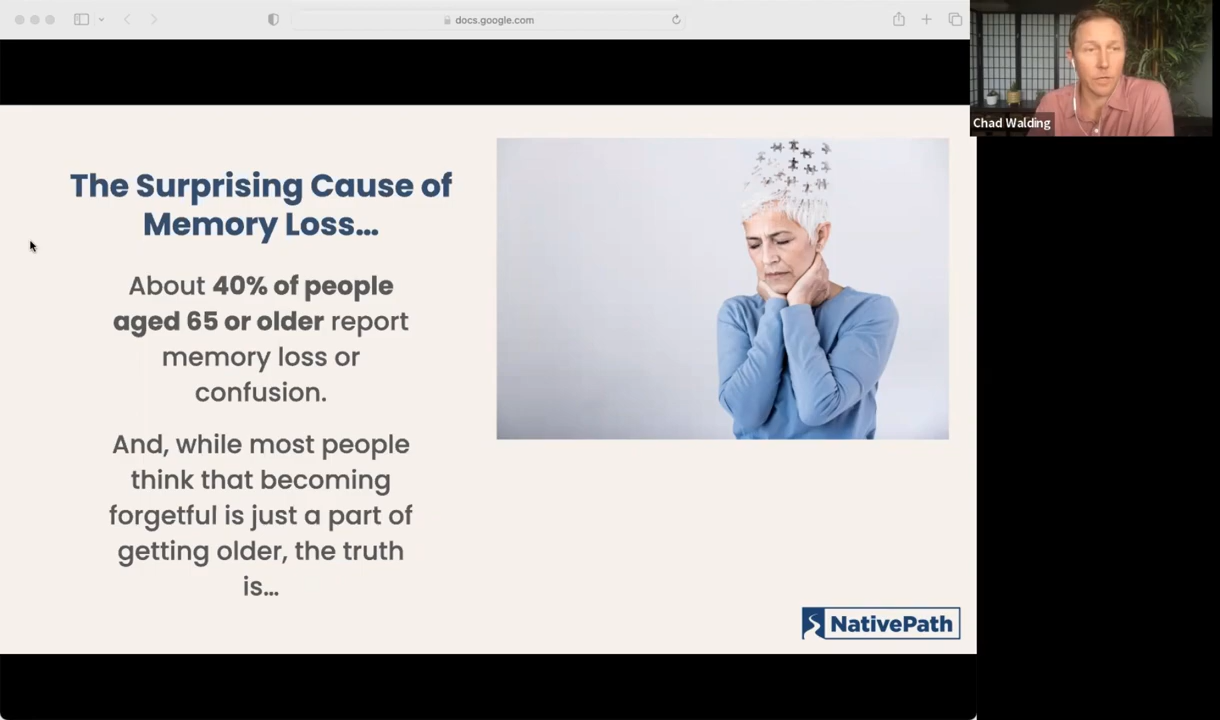 docs.google.com
Chad Walding
The Surprising Cause of
Memory Loss...
About 40% of people
aged 65 or older report
memory loss or
confusion.
And, while most people
think that becoming
forgetful is just a part of
getting older, the truth
is...
NativePath